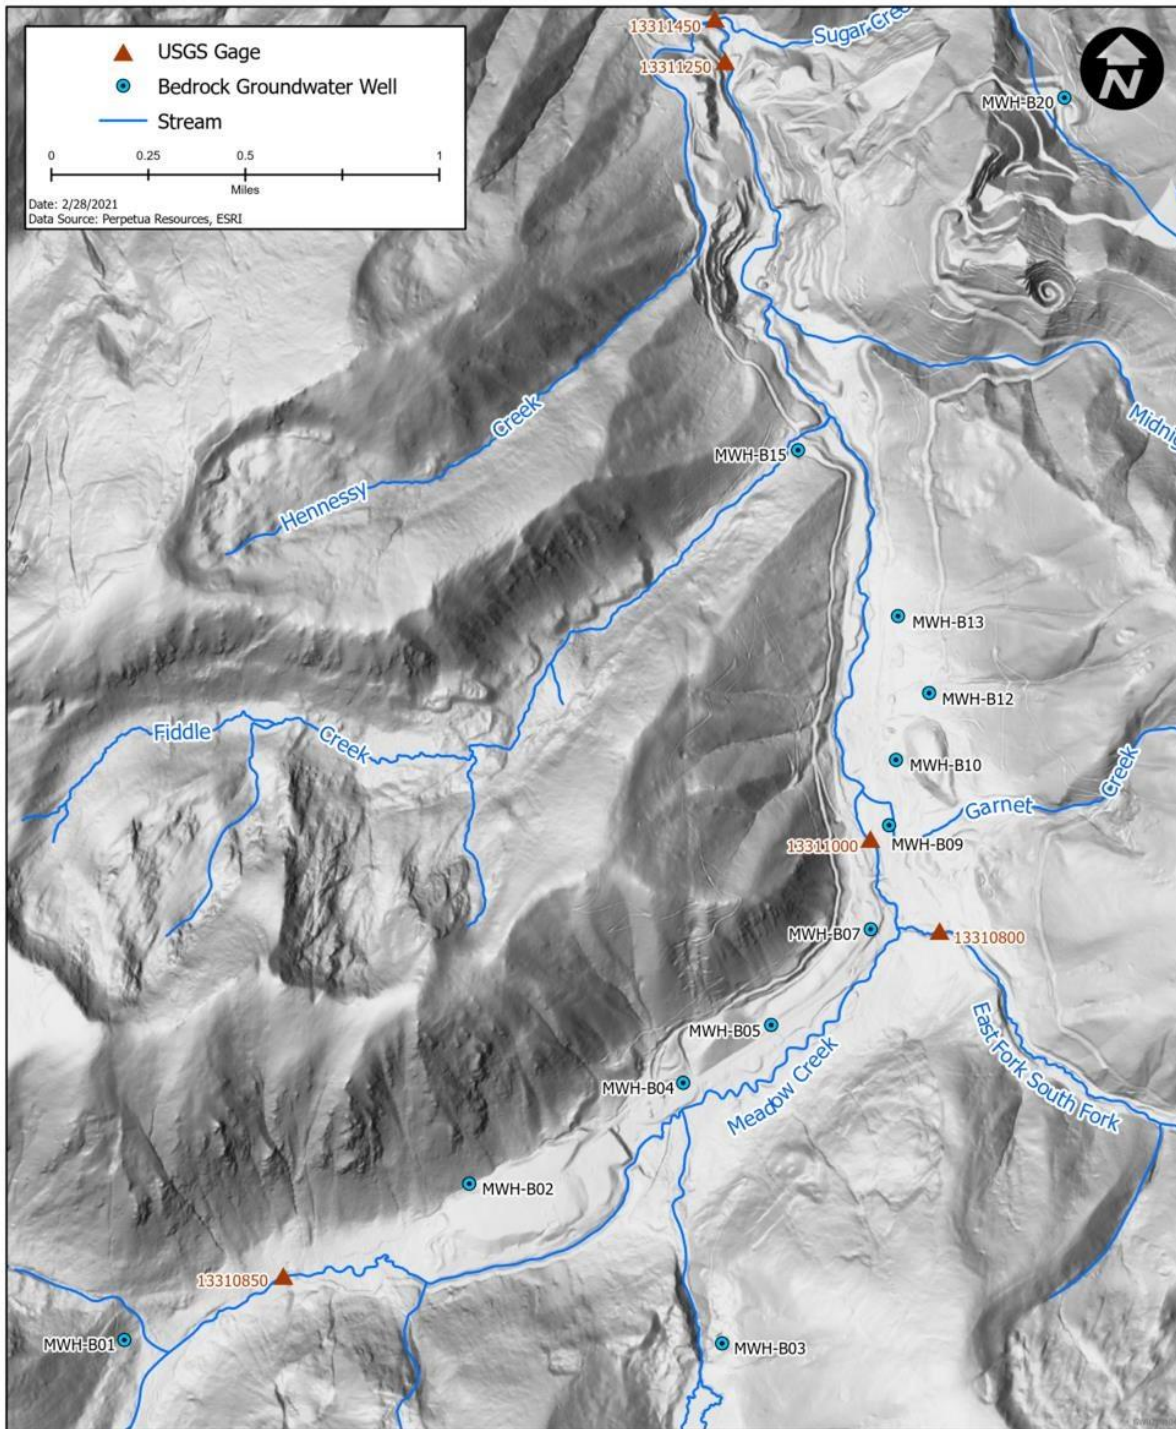 13311450
Sugar Cree
13311250
USGS Gage
Bedrock Groundwater Well
Stream
0 0.25 0.5 1
Miles
Date: 2/28/2021
Data Source: Perpetua Resources, ESRI
N
MWH-B20
Creek
Hennessy
Midnig
MWH-B15
MWH-B13
MWH-B12
Fiddle
Creek
MWH-B10
Creek
Garnet
13311000
MWH-B09
MWH-B07
13310800
MWH-B05
East Fork South Fork
MWH-B04
Meadow Creek
MWH-B02
13310850
MWH-B01
MWH-B03